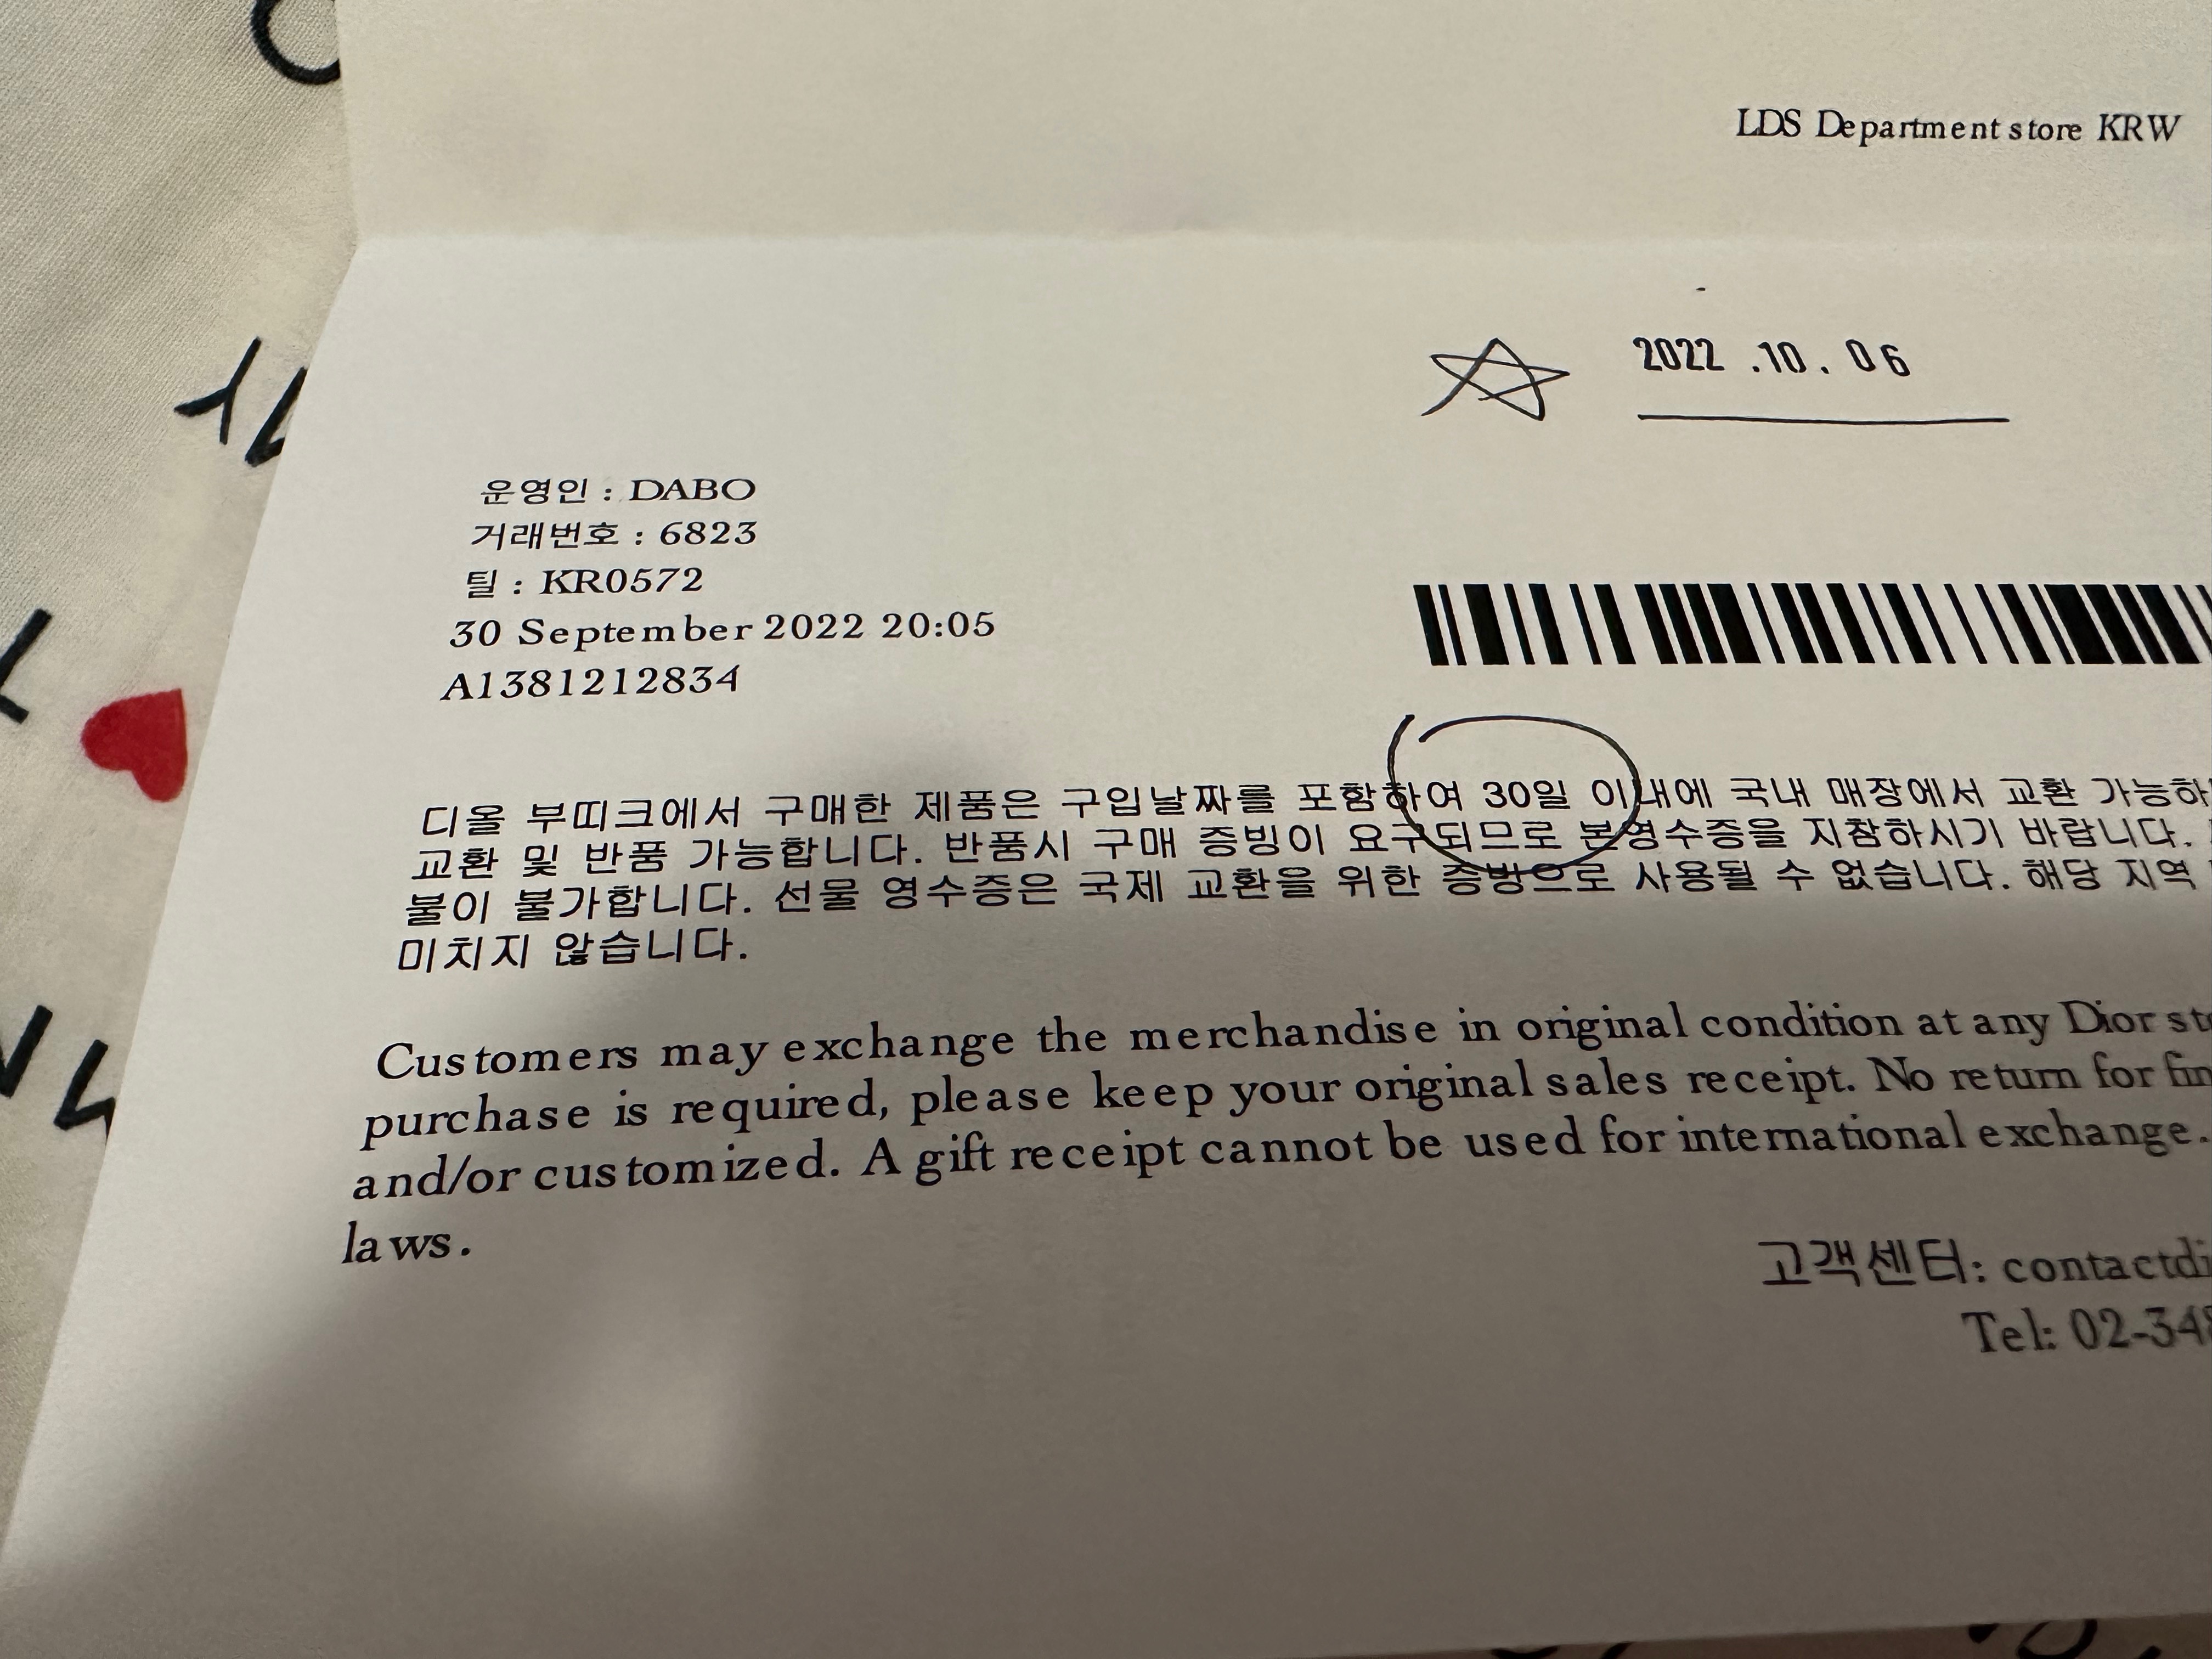 LDS Department store KRW
2022 .10. 06
운영인 : DABO
거래번호 : 6823
틸 : KR0572
30 September 2022 20:05
A1381212834
디올 부띠크에서 구매한 제품은 구입날짜를 포함하여 30일 이내에 국내 매장에서 교환 가능하
교환 및 반품 가능합니다. 반품시 구매 증빙이 요구되므로 본영수증을 지참하시기 바랍니다.
불이 불가합니다. 선물 영수증은 국제 교환을 위한 증방으로 사용될 수 없습니다. 해당 지역
미치지 않습니다.
Customers may exchange the merchandise in original condition at any Dior
purchase is required, please keep your original sales receipt. No return for
and/or customized. A gift receipt cannot be used for international exchange.
laws.
고객센터: contactdi
Tel: 02-348